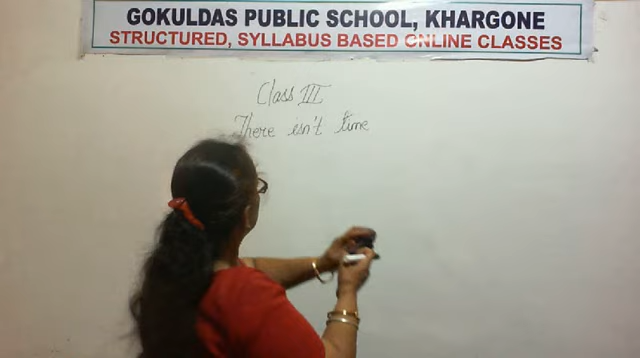 GOKULDAS PUBLIC SCHOOL, KHARGONE
STRUCTURED, SYLLABUS BASED ONLINE CLASSES
Class III
There isn't time